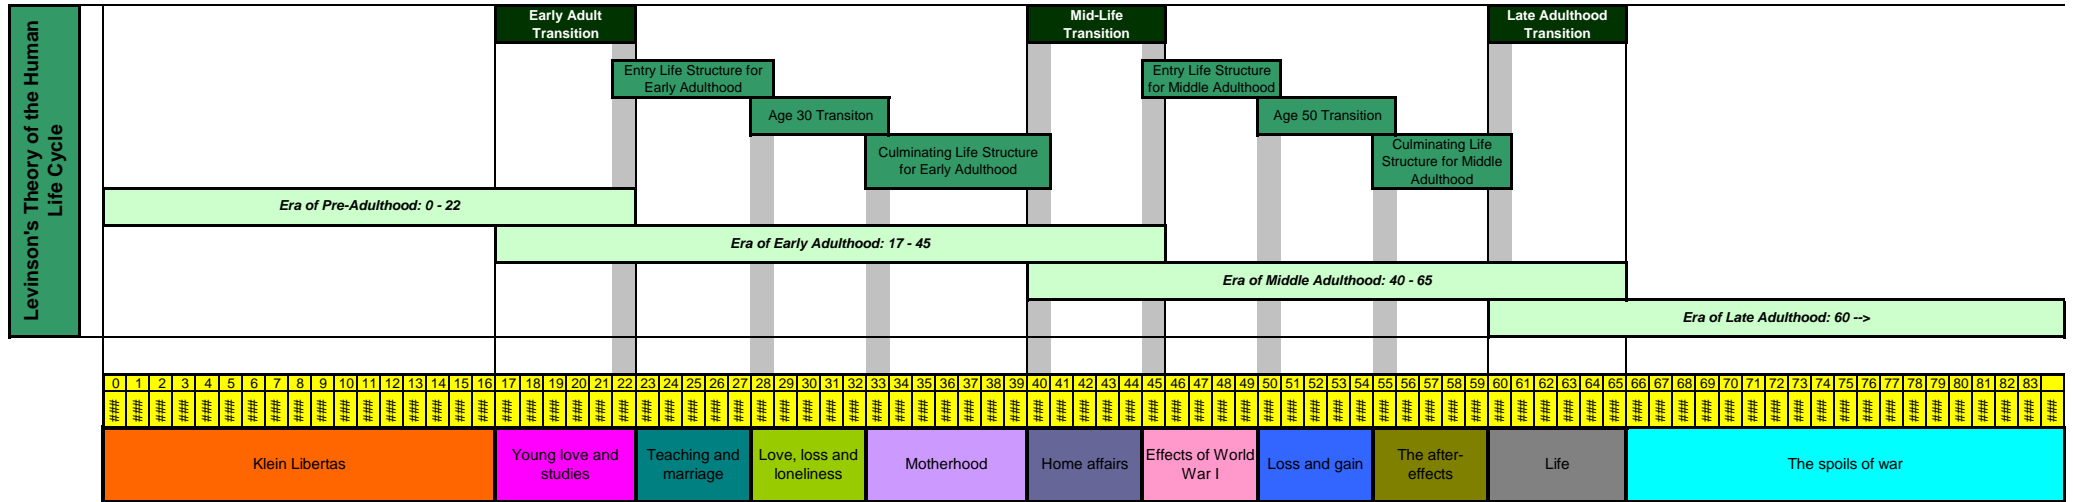 Levinson's Theory of the Human
Life Cycle
Early Adult
Transition
Mid-Life
Transition
Late Adulthood
Transition
Entry Life Structure for
Early Adulthood
Entry Life Structure
for Middle Adulthood
Age 30 Transiton
Age 50 Transition
Culminating Life Structure
for Early Adulthood
Culminating Life
Structure for Middle
Adulthood
Era of Pre-Adulthood: 0 - 22
Era of Early Adulthood: 17 - 45
Era of Middle Adulthood: 40 - 65
Era of Late Adulthood: 60 -->
0 1 2 3 4 5 6 7 8 9 10 11 12 13 14 15 16 17 18 19 20 21 22 23 24 25 26 27 28 29 30 31 32 33 34 35 36 37 38 39 40 41 42 43 44 45 46 47 48 49 50 51 52 53 54 55 56 57 58 59 60 61 62 63 64 65 66 67 68 69 70 71 72 73 74 75 76 77 78 79 80 81 82 83
### ### ### ### ### ### ### ### ### ### ### ### ### ### ### ### ### ### ### ### ### ### ### ### ### ### ### ### ### ### ### ### ### ### ### ### ### ### ### ### ### ### ### ### ### ### ### ### ### ### ### ### ### ### ### ### ### ### ### ### ### ### ### ### ### ### ### ### ### ### ### ### ### ### ### ### ### ### ### ### ### ### ### ### ###
Klein Libertas
Young love and
studies
Teaching and
marriage
Love, loss and
loneliness
Motherhood
Home affairs
Effects of World
War I
Loss and gain
The after-
effects
Life
The spoils of war